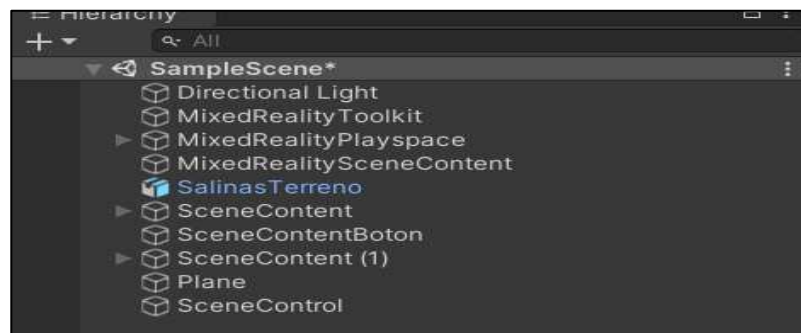 Hierarchy
All
SampleScene*
Directional Light
MixedRealityToolkit
MixedRealityPlayspace
MixedRealitySceneContent
SalinasTerreno
SceneContent
SceneContentBoton
SceneContent (1)
Plane
SceneControl